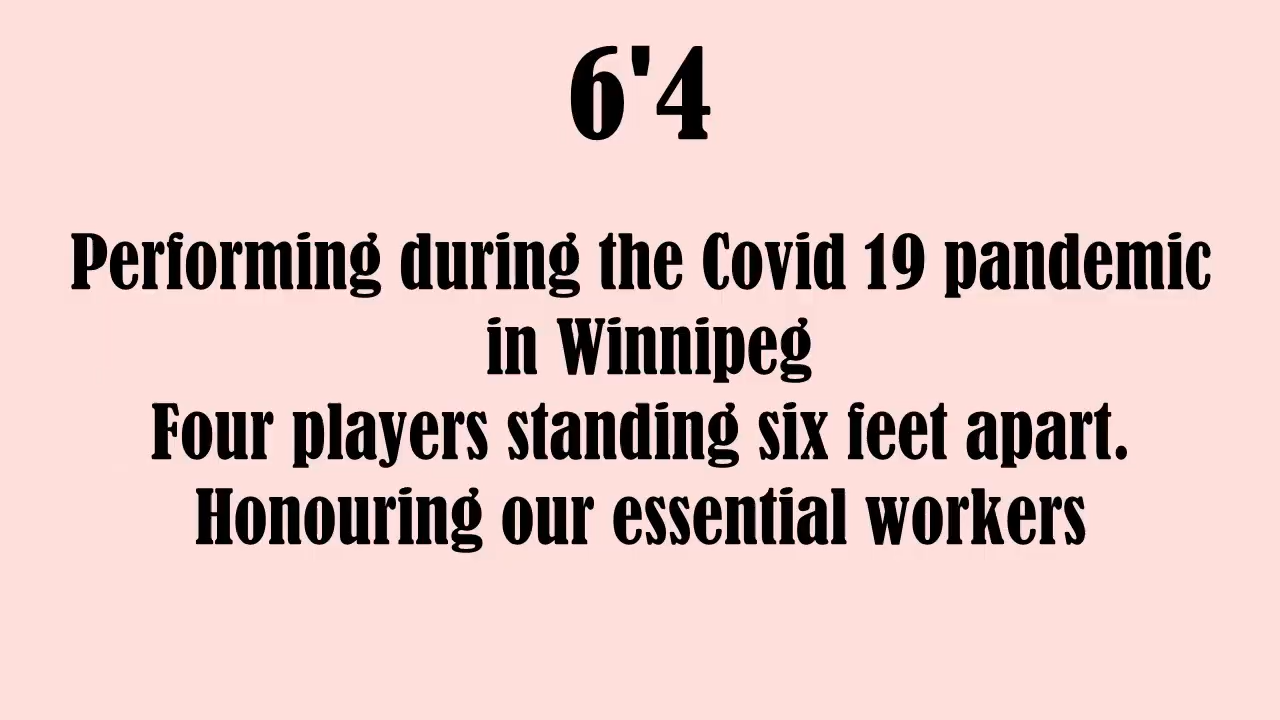 6'4
Performing during the Covid 19 pandemic
in Winnipeg
Four players standing six feet apart.
Honouring our essential workers